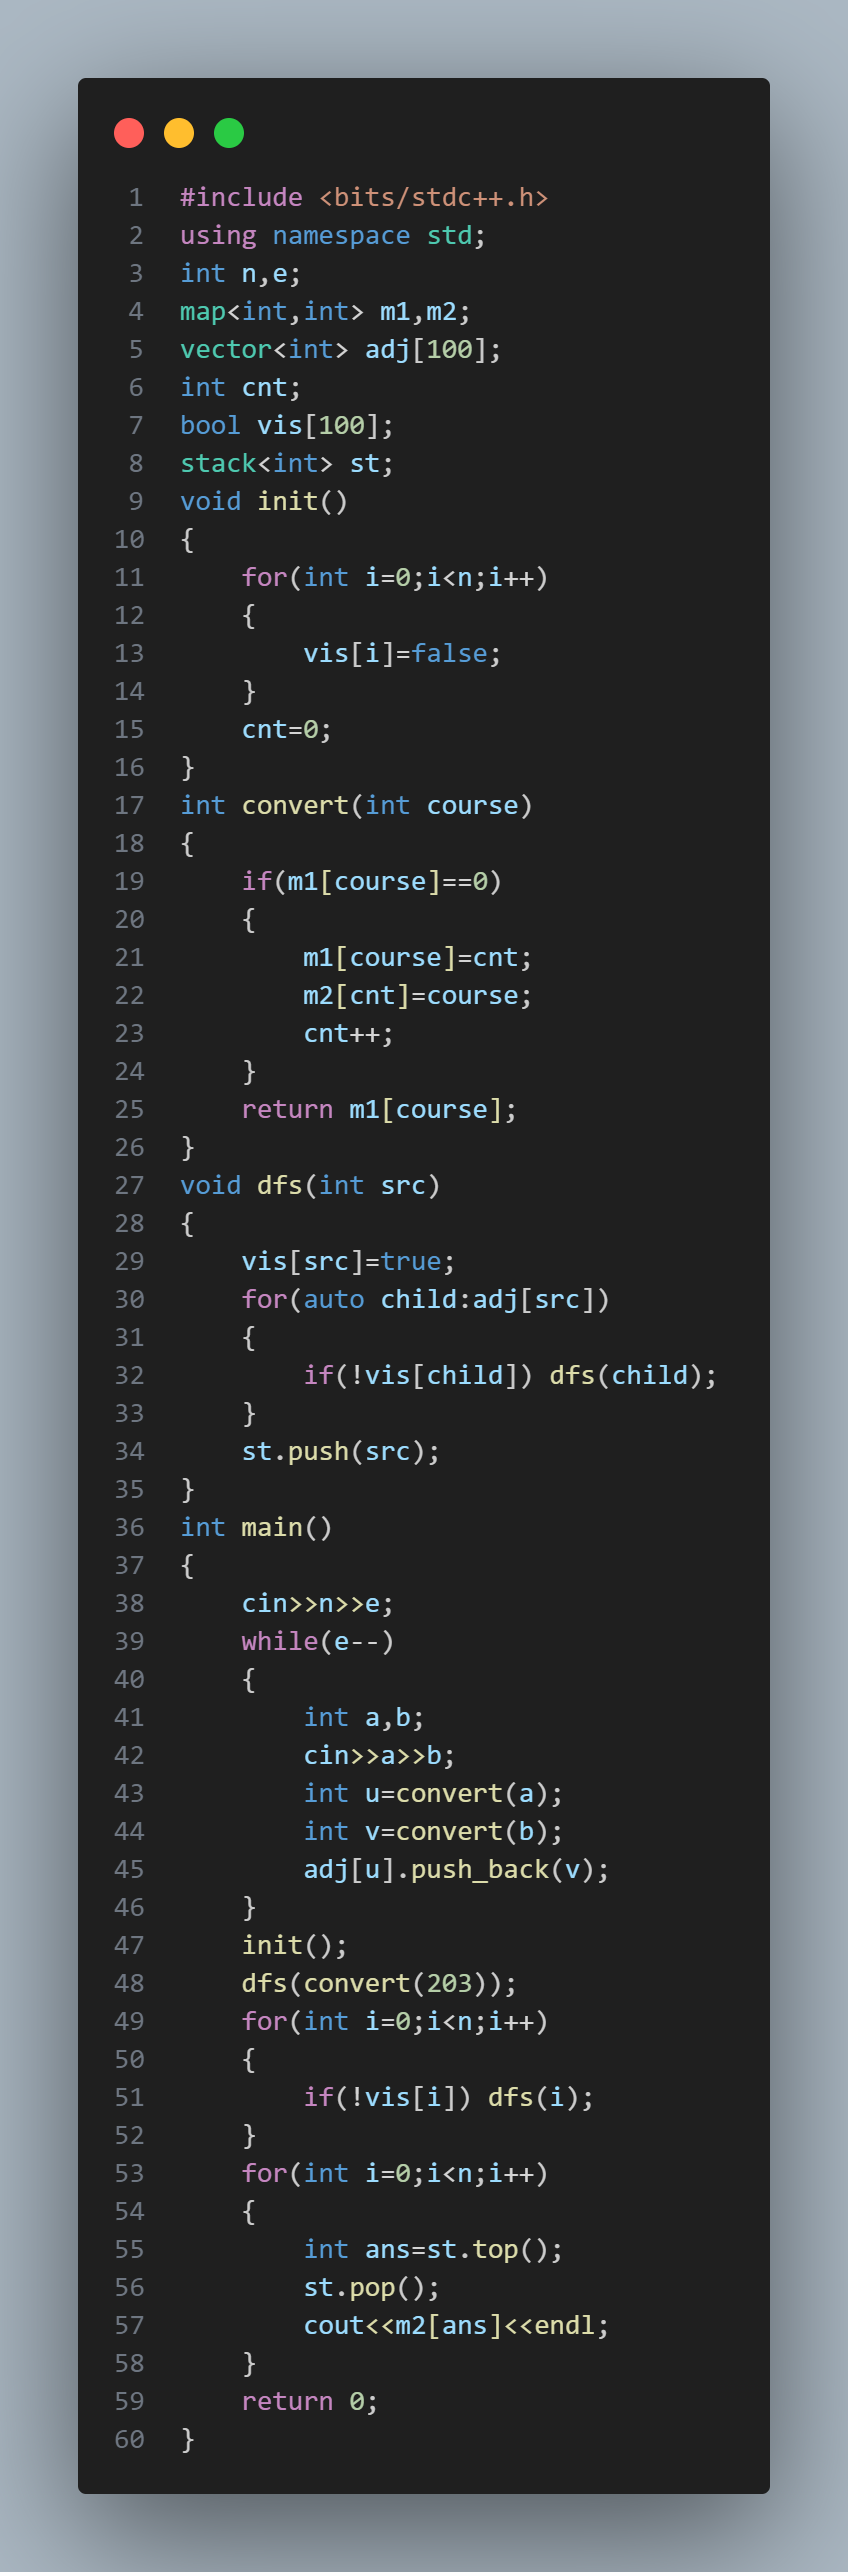 1 #include <bits/stdc++.h>
2 using namespace std;
3 int n,e;
4 map<int,int> m1,m2;
5 vector<int> adj[100];
6 int cnt;
7 bool vis[100];
8 stack<int> st;
9 void init()
10 {
11     for(int i=0;i<n;i++)
12     {
13         vis[i]=false;
14     }
15     cnt=0;
16 }
17 int convert(int course)
18 {
19     if(m1[course]==0)
20     {
21         m1[course]=cnt;
22         m2[cnt]=course;
23         cnt++;
24     }
25     return m1[course];
26 }
27 void dfs(int src)
28 {
29     vis[src]=true;
30     for(auto child:adj[src])
31     {
32         if(!vis[child]) dfs(child);
33     }
34     st.push(src);
35 }
36 int main()
37 {
38     cin>>n>>e;
39     while(e--)
40     {
41         int a,b;
42         cin>>a>>b;
43         int u=convert(a);
44         int v=convert(b);
45         adj[u].push_back(v);
46     }
47     init();
48     dfs(convert(203));
49     for(int i=0;i<n;i++)
50     {
51         if(!vis[i]) dfs(i);
52     }
53     for(int i=0;i<n;i++)
54     {
55         int ans=st.top();
56         st.pop();
57         cout<<m2[ans]<<endl;
58     }
59     return 0;
60 }